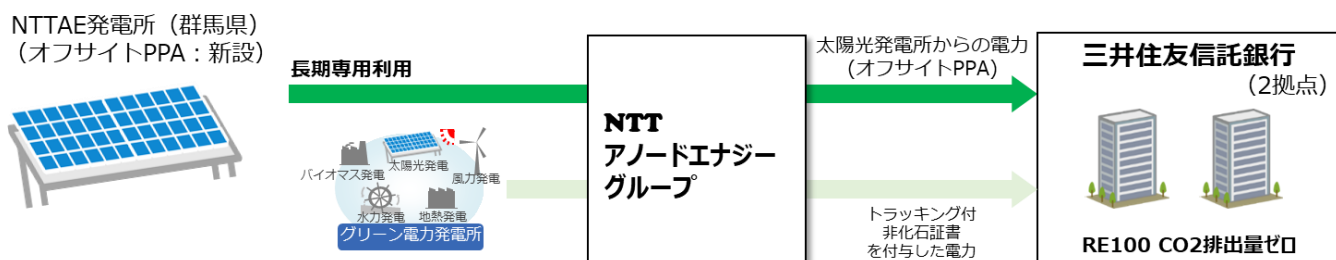 NTTAE発電所（群馬県）
（オフサイトPPA：新設）
長期専用利用
バイオマス発電
太陽光発電
風力発電
水力発電
地熱発電
グリーン電力発電所
NTT
アノードエナジー
グループ
太陽光発電所からの電力
(オフサイトPPA)
トラッキング付
非化石証書
を付与した電力
三井住友信託銀行
（2拠点）
RE100 CO2排出量ゼロ